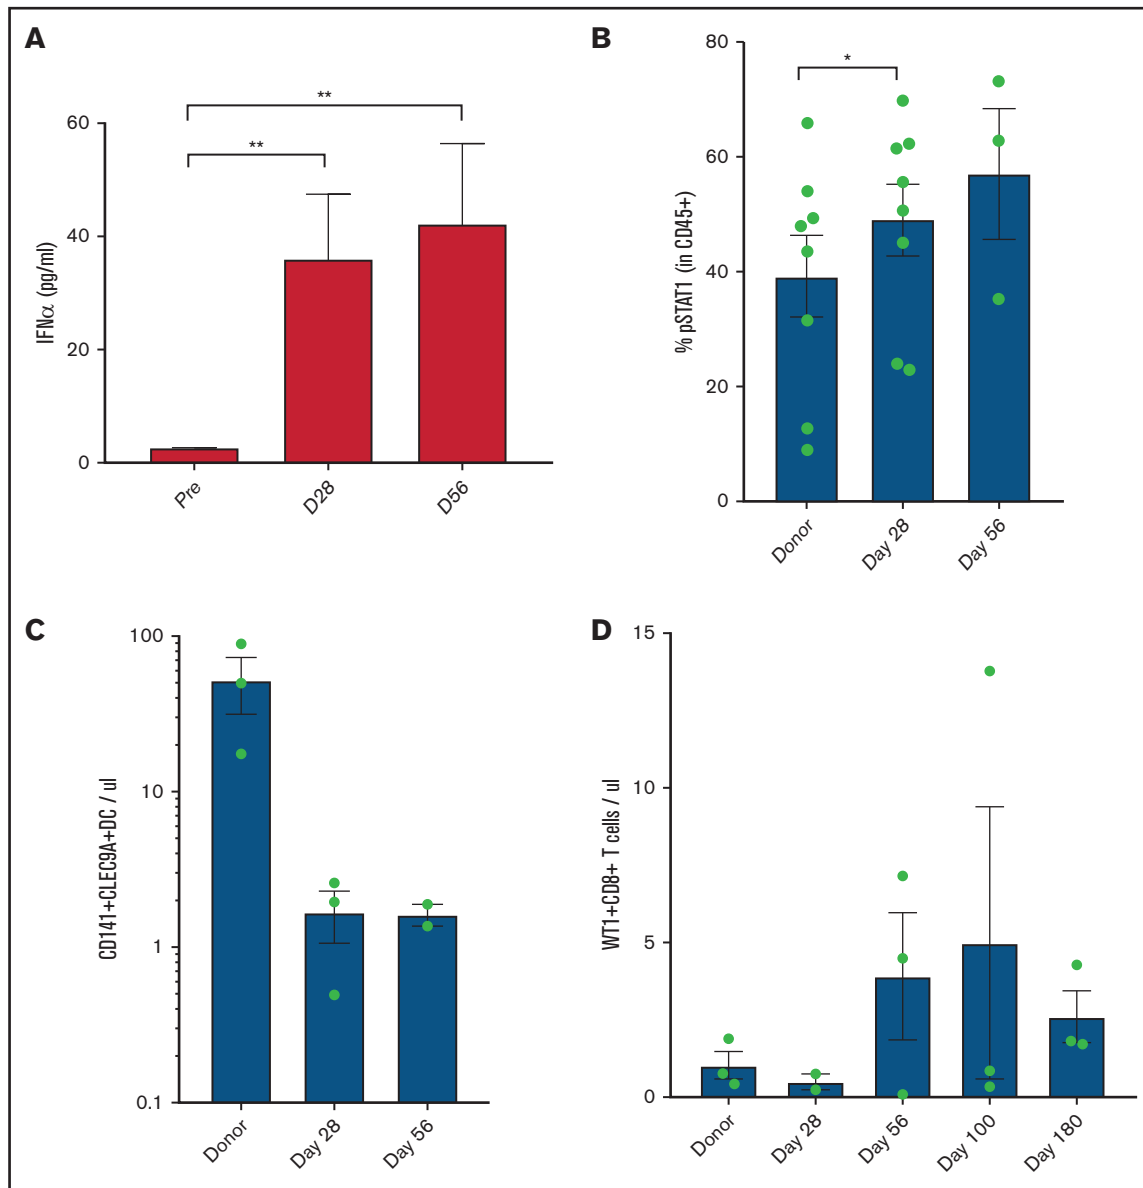 A
60
40
20
0
IFNα (pg/ml)
**
**
Pre
D28
D56
B
80
60
40
20
0
% pSTAT1 (in CD45+)
*
Donor
Day 28
Day 56
C
100
10
1
0.1
CD141+CLEC9A+DC / ul
Donor
Day 28
Day 56
D
15
10
5
0
WT1+CD8+ T cells / ul
Donor
Day 28
Day 56
Day 100
Day 180